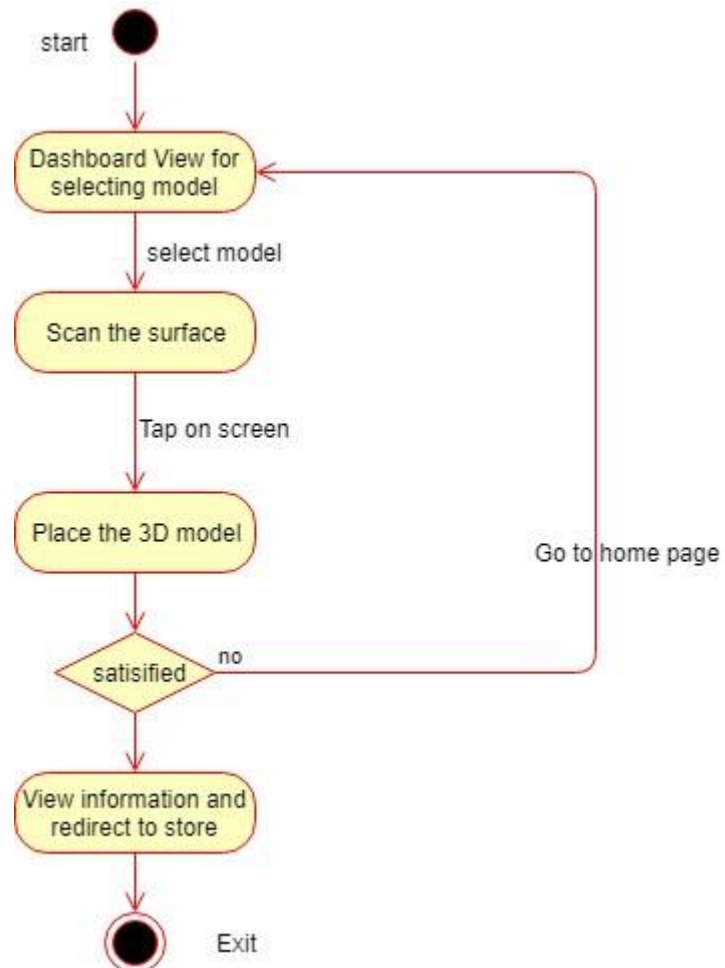 start
Dashboard View for
selecting model
select model
Scan the surface
Tap on screen
Place the 3D model
Go to home page
satisified
no
View information and
redirect to store
Exit